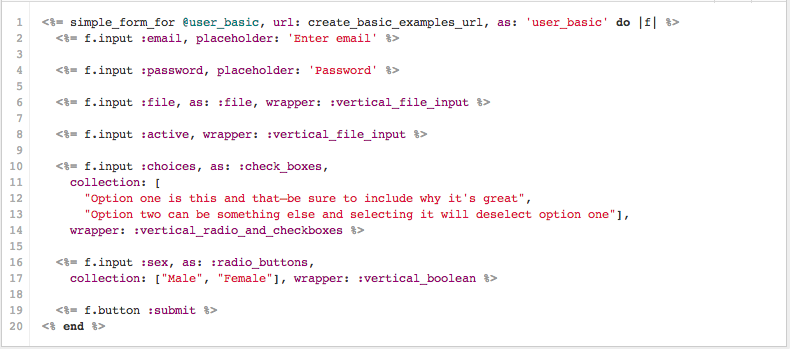 1 <%= simple_form_for @user_basic, url: create_basic_examples_url, as: 'user_basic' do |f| %>
2   <%= f.input :email, placeholder: 'Enter email' %>
3
4   <%= f.input :password, placeholder: 'Password' %>
5
6   <%= f.input :file, as: :file, wrapper: :vertical_file_input %>
7
8   <%= f.input :active, wrapper: :vertical_file_input %>
9
10   <%= f.input :choices, as: :check_boxes,
11     collection: [
12       "Option one is this and that—be sure to include why it's great",
13       "Option two can be something else and selecting it will deselect option one"],
14     wrapper: :vertical_radio_and_checkboxes %>
15
16   <%= f.input :sex, as: :radio_buttons,
17     collection: ["Male", "Female"], wrapper: :vertical_boolean %>
18
19   <%= f.button :submit %>
20 <% end %>